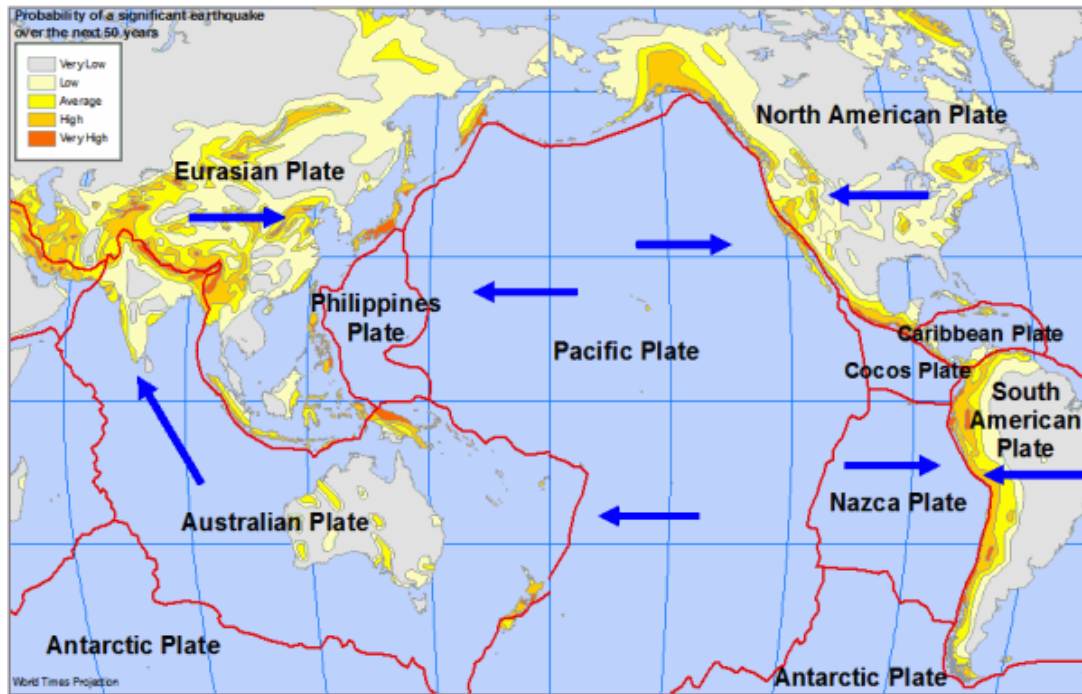 Probability of a significant earthquake
over the next 50 years
Very Low
Low
Average
High
Very High
North American Plate
Eurasian Plate
Philippines
Plate
Pacific Plate
Caribbean Plate
Cocos Plate
South
American
Plate
Nazca Plate
Australian Plate
Antarctic Plate
Antarctic Plate
World Times Projection